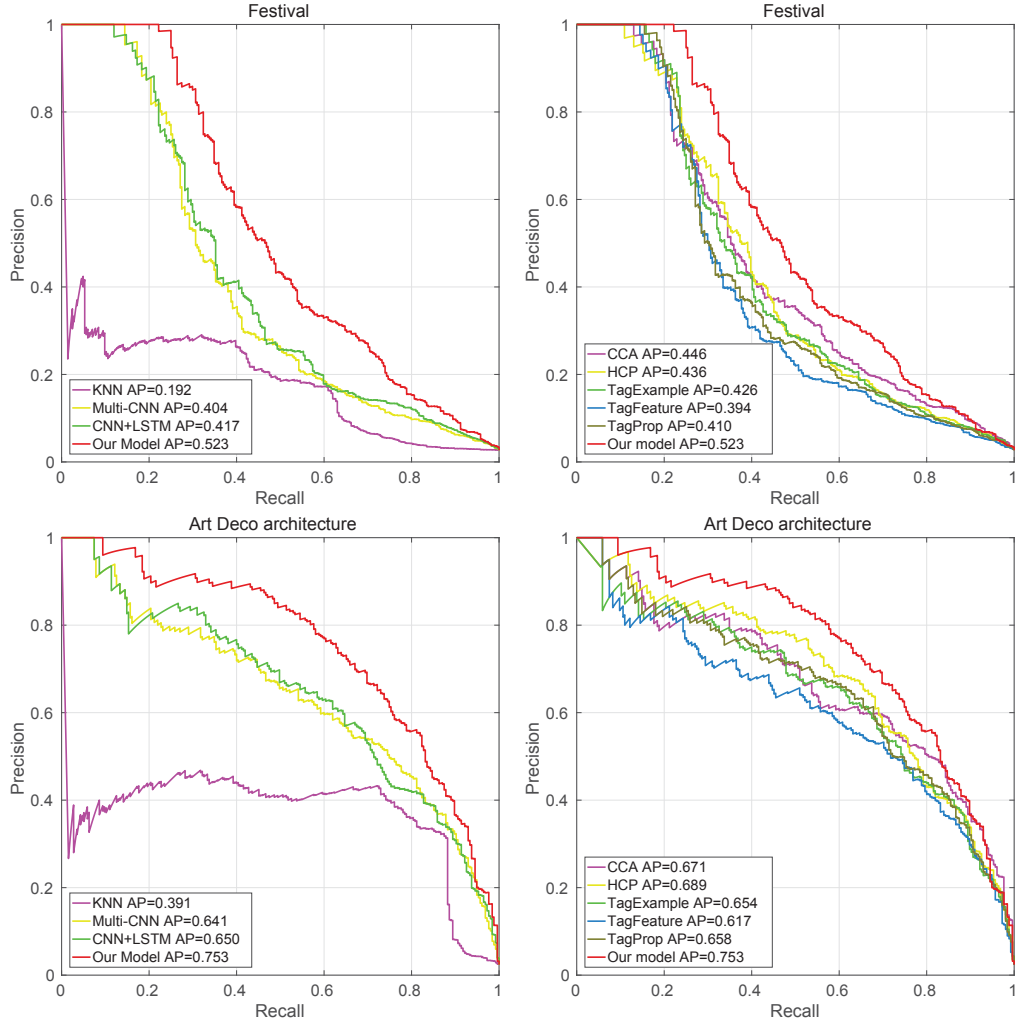 Festival
1
0.8
0.6
0.4
0.2
0
Precision
KNN AP=0.192
Multi-CNN AP=0.404
CNN+LSTM AP=0.417
Our Model AP=0.523
0 0.2 0.4 0.6 0.8 1
Recall
Festival
1
0.8
0.6
0.4
0.2
0
Precision
CCA AP=0.446
HCP AP=0.436
TagExample AP=0.426
TagFeature AP=0.394
TagProp AP=0.410
Our model AP=0.523
0 0.2 0.4 0.6 0.8 1
Recall
Art Deco architecture
1
0.8
0.6
0.4
0.2
0
Precision
KNN AP=0.391
Multi-CNN AP=0.641
CNN+LSTM AP=0.650
Our Model AP=0.753
0 0.2 0.4 0.6 0.8 1
Recall
Art Deco architecture
1
0.8
0.6
0.4
0.2
0
Precision
CCA AP=0.671
HCP AP=0.689
TagExample AP=0.654
TagFeature AP=0.617
TagProp AP=0.658
Our model AP=0.753
0 0.2 0.4 0.6 0.8 1
Recall